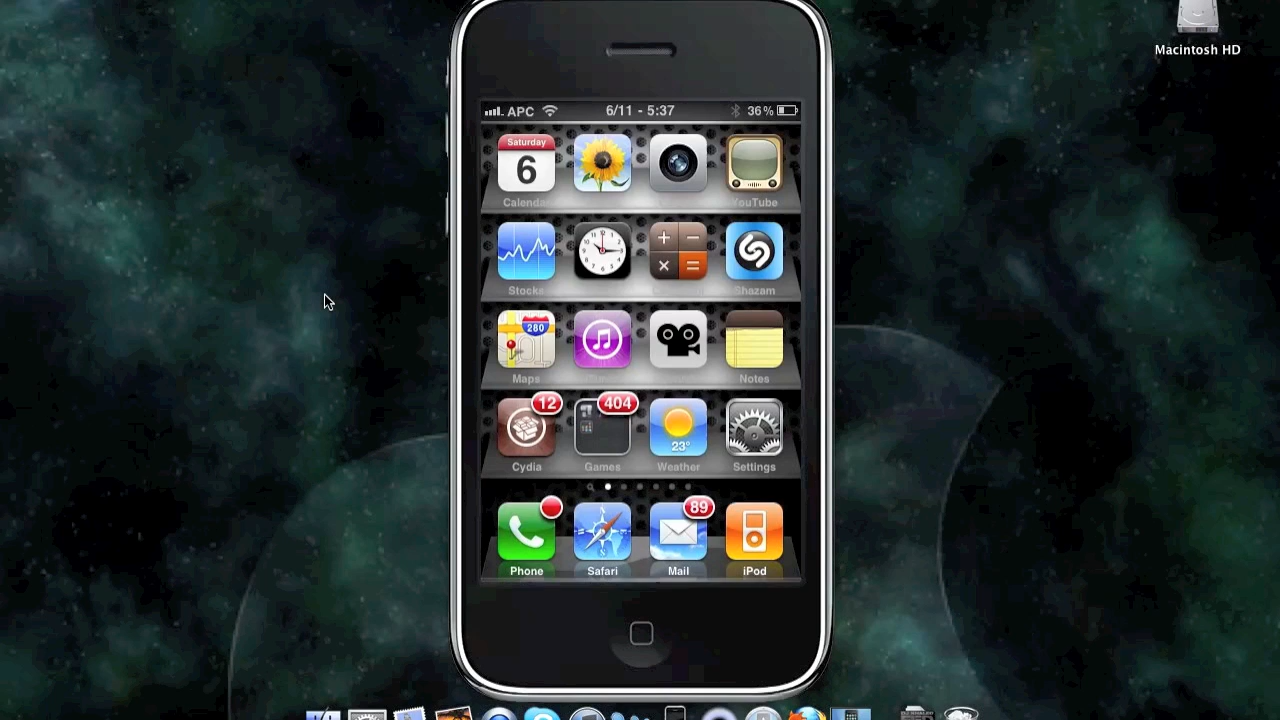 Macintosh HD
APC 6/11 - 5:37 36%
Saturday
6
Calendar YouTube
Stocks Shazam
280
Maps Notes
12 404
23°
Cydia Games Weather Settings
89
Phone Safari Mail iPod